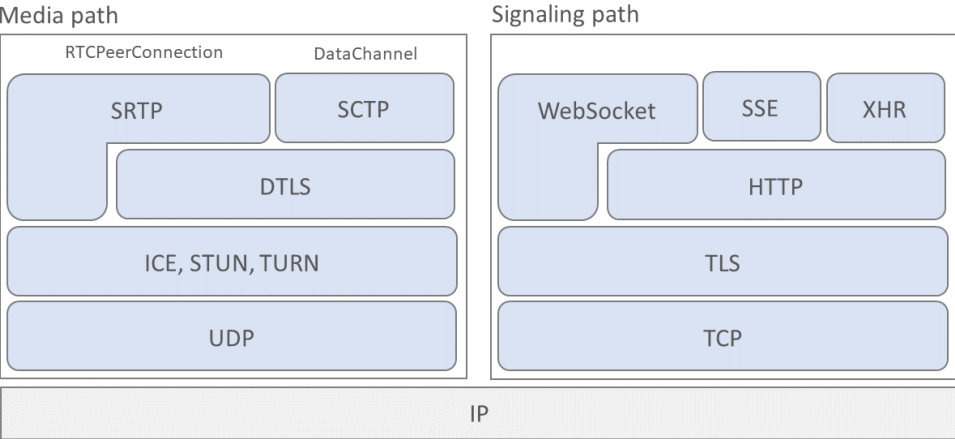 Media path
RTCPeerConnection
DataChannel
SRTP
SCTP
DTLS
ICE, STUN, TURN
UDP
Signaling path
WebSocket
SSE
XHR
HTTP
TLS
TCP
IP